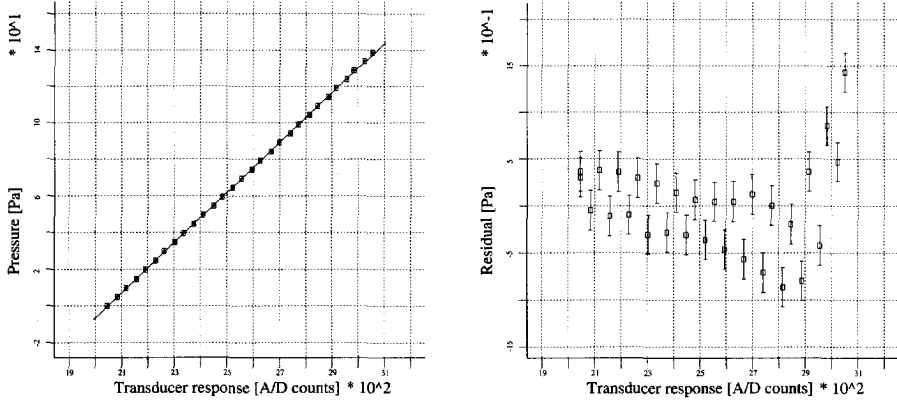 * 10^1
14
10
6
2
-2
Pressure [Pa]
19 21 23 25 27 29 31
Transducer response [A/D counts] * 10^2
* 10^-1
15
5
-5
-15
Residual [Pa]
19 21 23 25 27 29 31
Transducer response [A/D counts] * 10^2